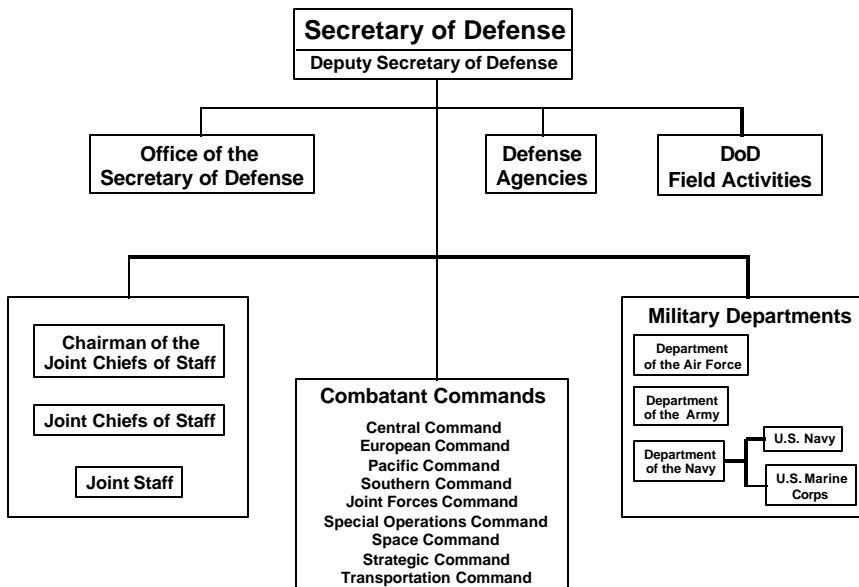 Secretary of Defense
Deputy Secretary of Defense
Office of the
Secretary of Defense
Defense
Agencies
DoD
Field Activities
Chairman of the
Joint Chiefs of Staff
Joint Chiefs of Staff
Joint Staff
Combatant Commands
Central Command
European Command
Pacific Command
Southern Command
Joint Forces Command
Special Operations Command
Space Command
Strategic Command
Transportation Command
Military Departments
Department
of the Air Force
Department
of the Army
Department
of the Navy
U.S. Navy
U.S. Marine
Corps